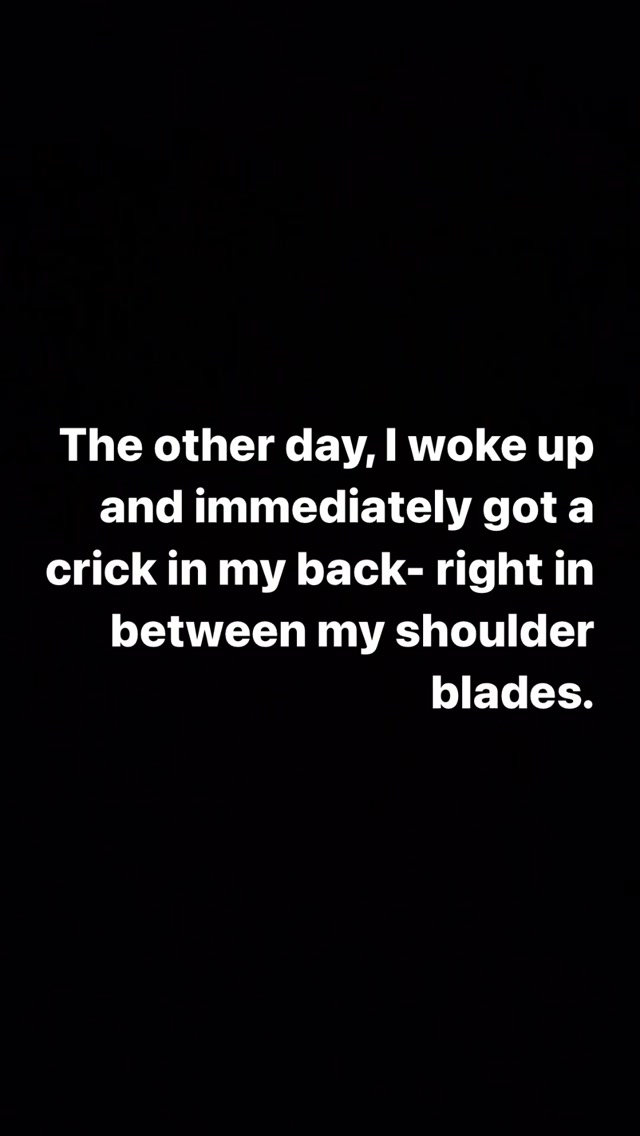 The other day, I woke up
and immediately got a
crick in my back- right in
between my shoulder
blades.